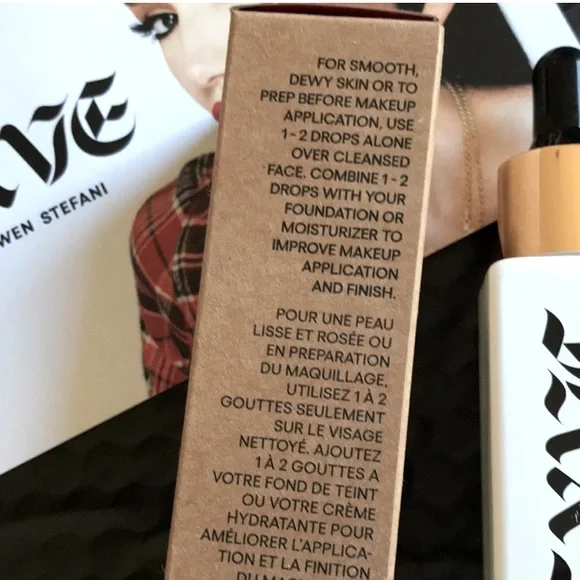 VE
WEN STEFANI
FOR SMOOTH,
DEWY SKIN OR TO
PREP BEFORE MAKEUP
APPLICATION, USE
1-2 DROPS ALONE
OVER CLEANSED
FACE. COMBINE 1-2
DROPS WITH YOUR
FOUNDATION OR
MOISTURIZER TO
IMPROVE MAKEUP
APPLICATION
AND FINISH.
POUR UNE PEAU
LISSE ET ROSÉE OU
EN PREPARATION
DU MAQUILLAGE,
UTILISEZ 1 À 2
GOUTTES SEULEMENT
SUR LE VISAGE
NETTOYÉ. AJOUTEZ
1 À 2 GOUTTES A
VOTRE FOND DE TEINT
OU VOTRE CRÈME
HYDRATANTE POUR
AMÉLIORER L'APPLICA-
TION ET LA FINITION
DU